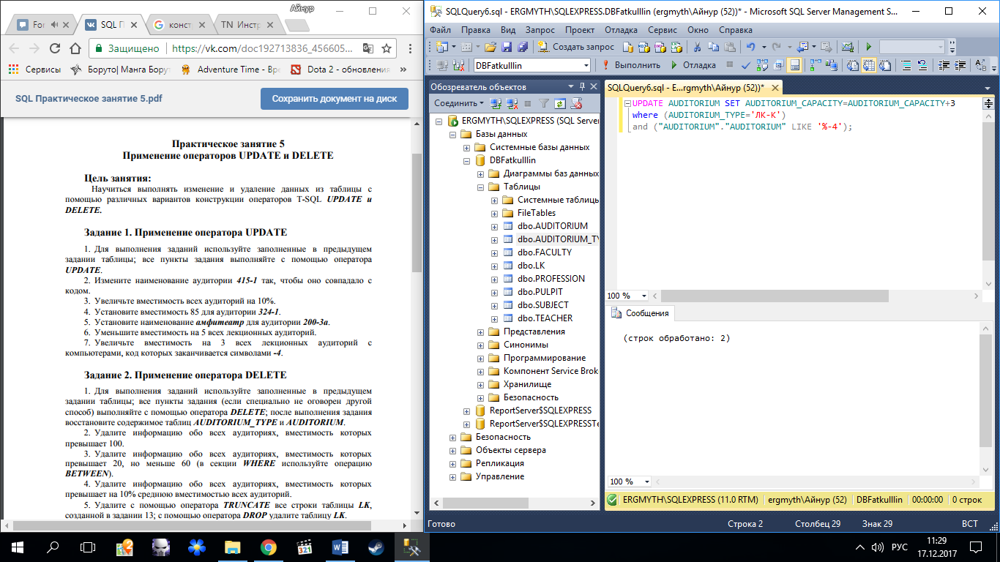 Айнур
For
SQL П
конст
TN Инстр
Защищено
https://vk.com/doc192713836_456605...
Сервисы
Боруто| Манга Бору
Adventure Time - Вре
Dota 2 - обновления
»
SQL Практическое занятие 5.pdf
Сохранить документ на диск
Практическое занятие 5
Применение операторов UPDATE и DELETE
Цель занятия:
Научиться выполнять изменение и удаление данных из таблицы с
помощью различных вариантов конструкции операторов T-SQL UPDATE и
DELETE.
Задание 1. Применение оператора UPDATE
1. Для выполнения заданий используйте заполненные в предыдущем
задании таблицы; все пункты задания выполняйте с помощью оператора
UPDATE.
2. Измените наименование аудитории 415-1 так, чтобы оно совпадало с
кодом.
3. Увеличьте вместимость всех аудиторий на 10%.
4. Установите вместимость 85 для аудитории 324-1.
5. Установите наименование амфитеатр для аудитории 200-3а.
6. Уменьшите вместимость на 5 всех лекционных аудиторий.
7. Увеличьте вместимость на 3 всех лекционных аудиторий с
компьютерами, код которых заканчивается символами -4.
Задание 2. Применение оператора DELETE
1. Для выполнения заданий используйте заполненные в предыдущем
задании таблицы; все пункты задания (если специально не оговорен другой
способ) выполняйте с помощью оператора DELETE; после выполнения задания
восстановите содержимое таблиц AUDITORIUM_TYPE и AUDITORIUM.
2. Удалите информацию обо всех аудиториях, вместимость которых
превышает 100.
3. Удалите информацию обо всех аудиториях, вместимость которых
превышает 20, но меньше 60 (в секции WHERE используйте операцию
BETWEEN).
4. Удалите информацию обо всех аудиториях, вместимость которых
превышает на 10% среднюю вместимостью всех аудиторий.
5. Удалите с помощью оператора TRUNCATE все строки таблицы LK,
созданной в задании 13; с помощью оператора DROP удалите таблицу LK.
SQLQuery6.sql - ERGMYTH\SQLEXPRESS.DBFatkulllin (ergmyth\Айнур (52))* - Microsoft SQL Server Management S...
Файл Правка Вид Запрос Проект Отладка Сервис Окно Справка
Создать запрос
DBFatkulllin
Выполнить
Отладка
Обозреватель объектов
Соединить
ERGMYTH\SQLEXPRESS (SQL Server
Базы данных
Системные базы данных
DBFatkulllin
Диаграммы баз данных
Таблицы
Системные таблицы
FileTables
dbo.AUDITORIUM
dbo.AUDITORIUM_TY
dbo.FACULTY
dbo.LK
dbo.PROFESSION
dbo.PULPIT
dbo.SUBJECT
dbo.TEACHER
Представления
Синонимы
Программирование
Компонент Service Brok
Хранилище
Безопасность
ReportServer$SQLEXPRESS
ReportServer$SQLEXPRESSTe
Безопасность
Объекты сервера
Репликация
Управление
SQLQuery6.sql - E...rgmyth\Айнур (52))*
UPDATE AUDITORIUM SET AUDITORIUM_CAPACITY=AUDITORIUM_CAPACITY+3
where (AUDITORIUM_TYPE='ЛК-К')
and ("AUDITORIUM"."AUDITORIUM" LIKE '%-4');
100 %
Сообщения
(строк обработано: 2)
100 %
ERGMYTH\SQLEXPRESS (11.0 RTM) ergmyth\Айнур (52) DBFatkulllin 00:00:00 0 строк
Готово Строка 2 Столбец 29 Знак 29 ВСТ
321
РУС
11:29
17.12.2017